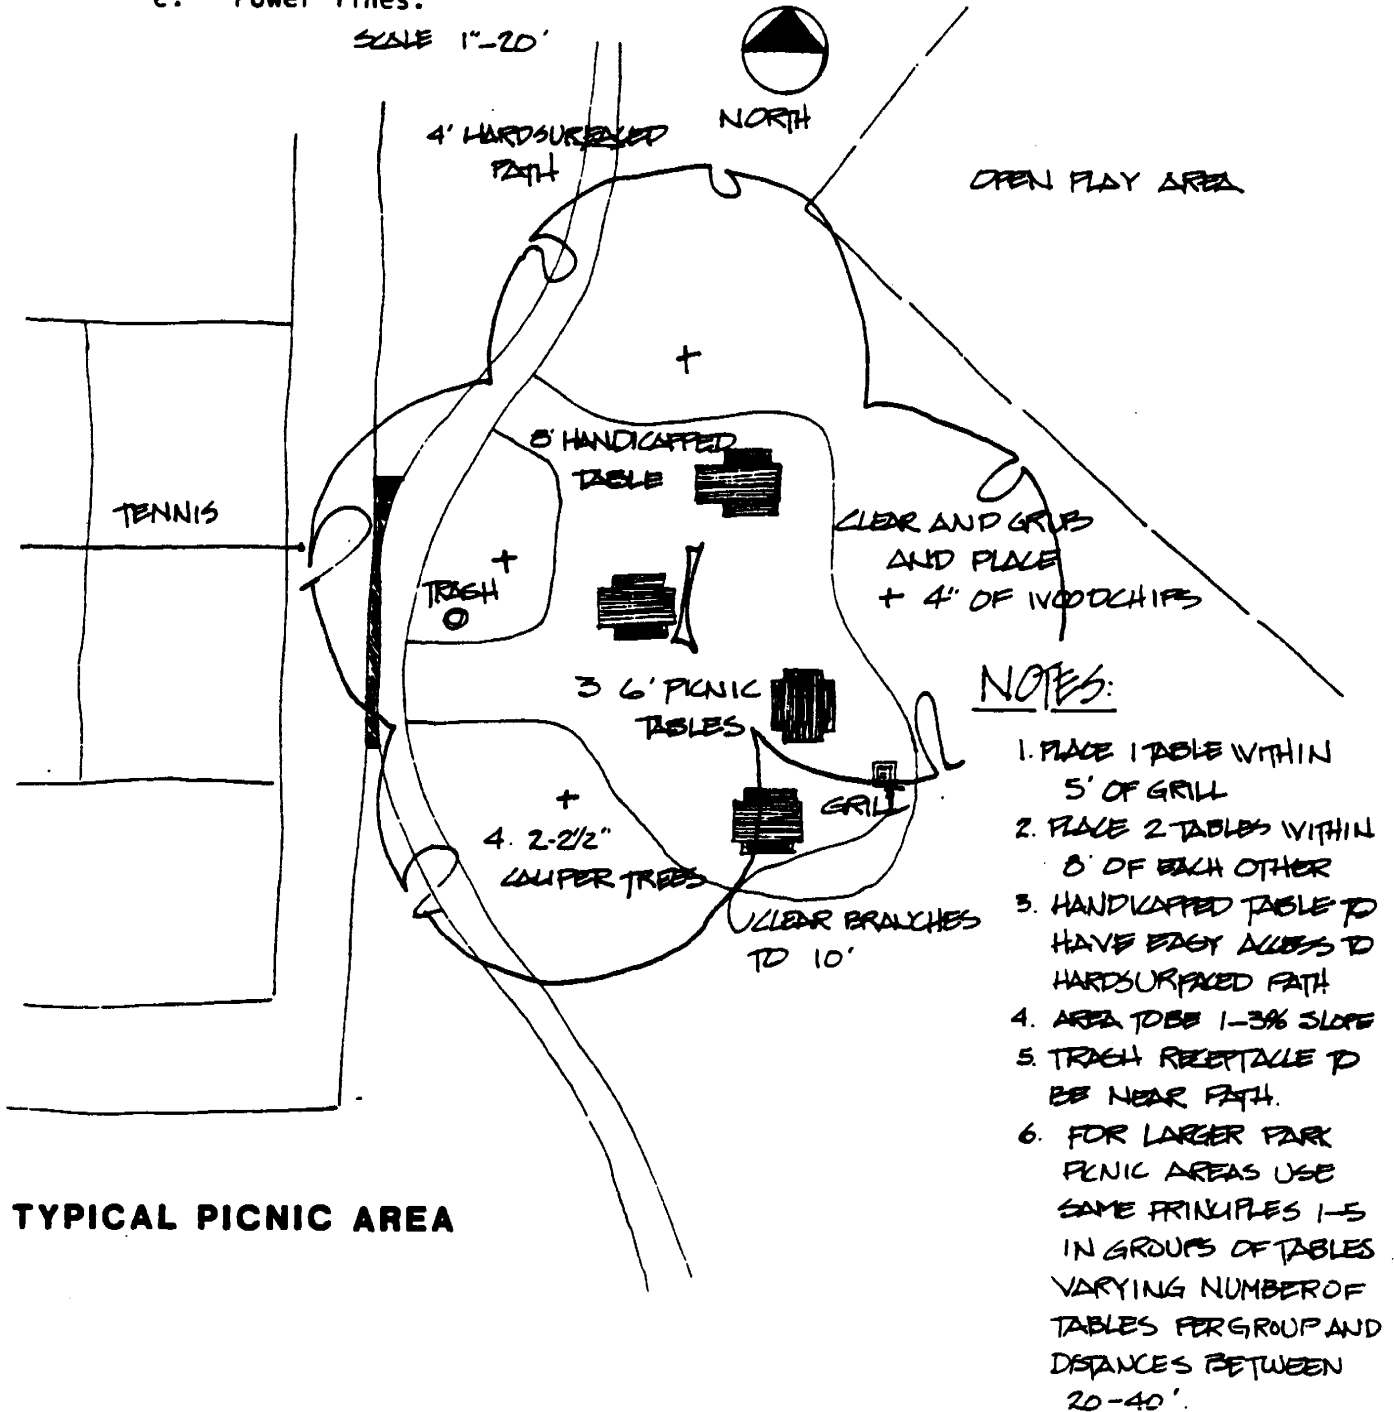 c. Power lines.
SCALE 1"-20'
NORTH
4' HARDSURFACED
PATH
OPEN PLAY AREA
8' HANDICAPPED
TABLE
TENNIS
CLEAR AND GRUB
AND PLACE
4" OF WOODCHIPS
TRASH
3 6' PICNIC
TABLES
GRILL
4. 2-2½"
CALIPER TREES
CLEAR BRANCHES
TO 10'
NOTES:
1. PLACE 1 TABLE WITHIN
5' OF GRILL
2. PLACE 2 TABLES WITHIN
8' OF EACH OTHER
3. HANDICAPPED TABLE TO
HAVE EASY ACCESS TO
HARDSURFACED PATH
4. AREA TO BE 1-3% SLOPE
5. TRASH RECEPTACLE TO
BE NEAR PATH.
6. FOR LARGER PARK
PICNIC AREAS USE
SAME PRINCIPLES 1-5
IN GROUPS OF TABLES
VARYING NUMBER OF
TABLES PER GROUP AND
DISTANCES BETWEEN
20-40'.
TYPICAL PICNIC AREA